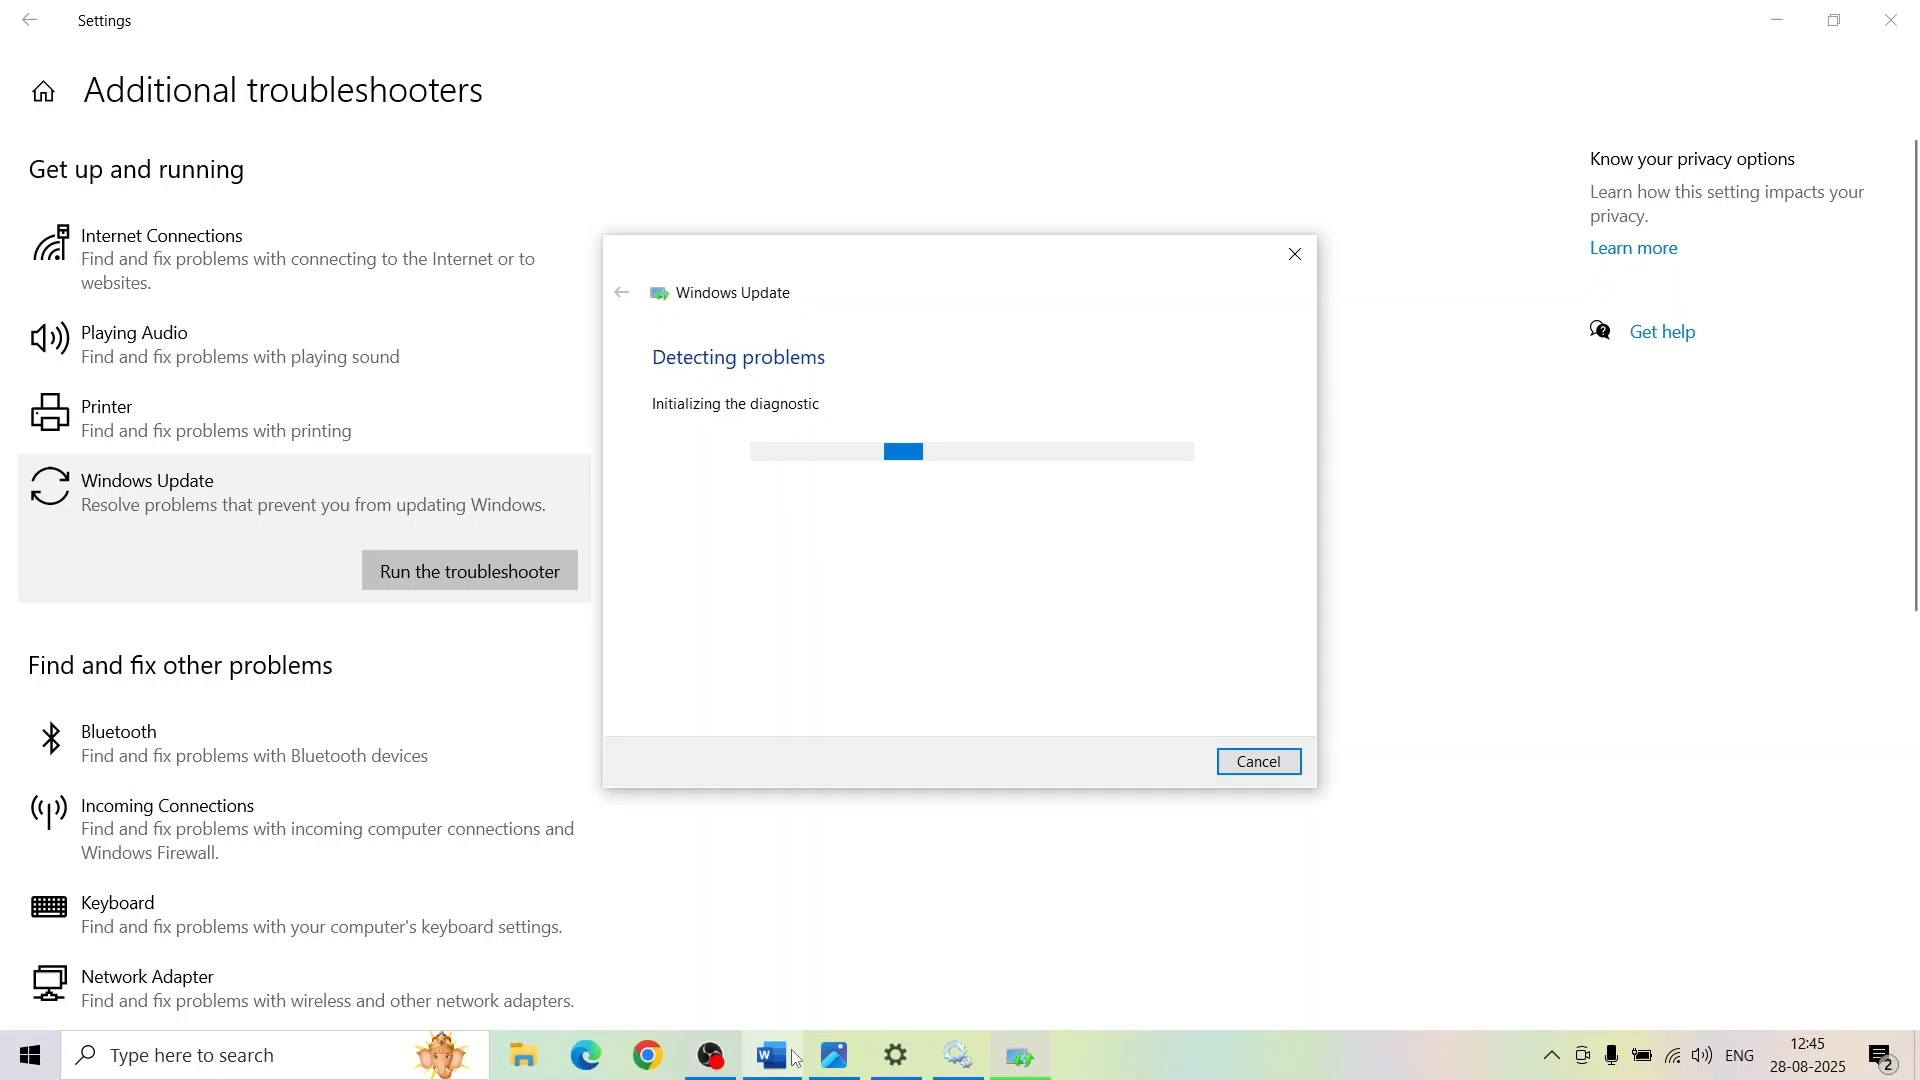 Settings
Additional troubleshooters
Get up and running
Internet Connections
Find and fix problems with connecting to the Internet or to
websites.
Playing Audio
Find and fix problems with playing sound
Printer
Find and fix problems with printing
Windows Update
Resolve problems that prevent you from updating Windows.
Run the troubleshooter
Find and fix other problems
Bluetooth
Find and fix problems with Bluetooth devices
Incoming Connections
Find and fix problems with incoming computer connections and
Windows Firewall.
Keyboard
Find and fix problems with your computer's keyboard settings.
Network Adapter
Find and fix problems with wireless and other network adapters.
Windows Update
Detecting problems
Initializing the diagnostic
Cancel
Know your privacy options
Learn how this setting impacts your
privacy.
Learn more
Get help
Type here to search
W
ENG
12:45
28-08-2025
2